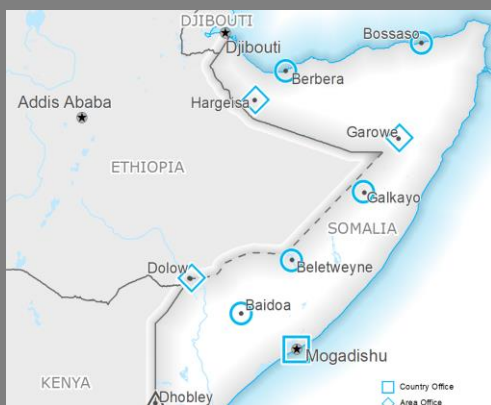 DJIBOUTI
Djibouti
Bossaso
Berbera
Addis Ababa
Hargeisa
Garowe
ETHIOPIA
Galkayo
SOMALIA
Dolow
Beletweyne
Baidoa
Mogadishu
KENYA
Dhobley
Country Office
Area Office